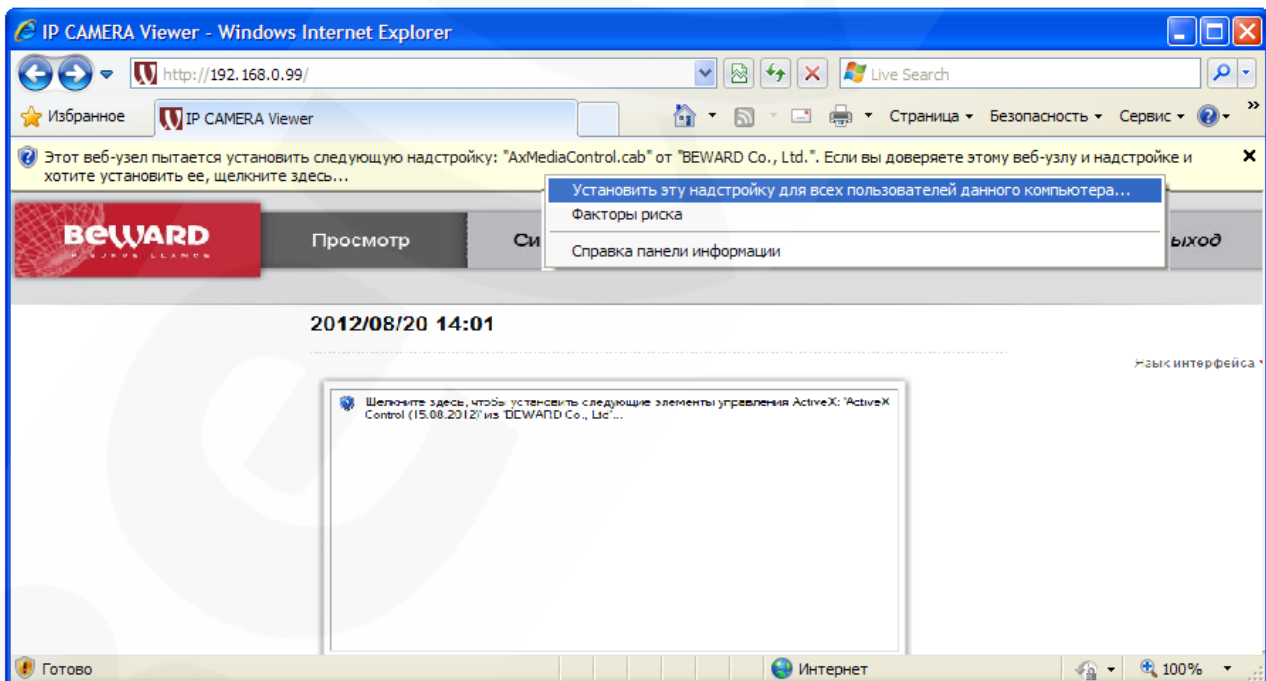 IP CAMERA Viewer - Windows Internet Explorer
http://192.168.0.99/
Live Search
Избранное
IP CAMERA Viewer
Страница
Безопасность
Сервис
Этот веб-узел пытается установить следующую надстройку: "AxMediaControl.cab" от "BEWARD Co., Ltd.". Если вы доверяете этому веб-узлу и надстройке и
хотите установить ее, щелкните здесь...
Установить эту надстройку для всех пользователей данного компьютера...
Факторы риска
Справка панели информации
BEWARD
Просмотр
Си
ыход
2012/08/20 14:01
Язык интерфейса
Щелкните здесь, чтобы установить следующие элементы управления ActiveX: "ActiveX
Control (15.08.2012)" из "BEWARD Co., Ltd"...
Готово
Интернет
100%